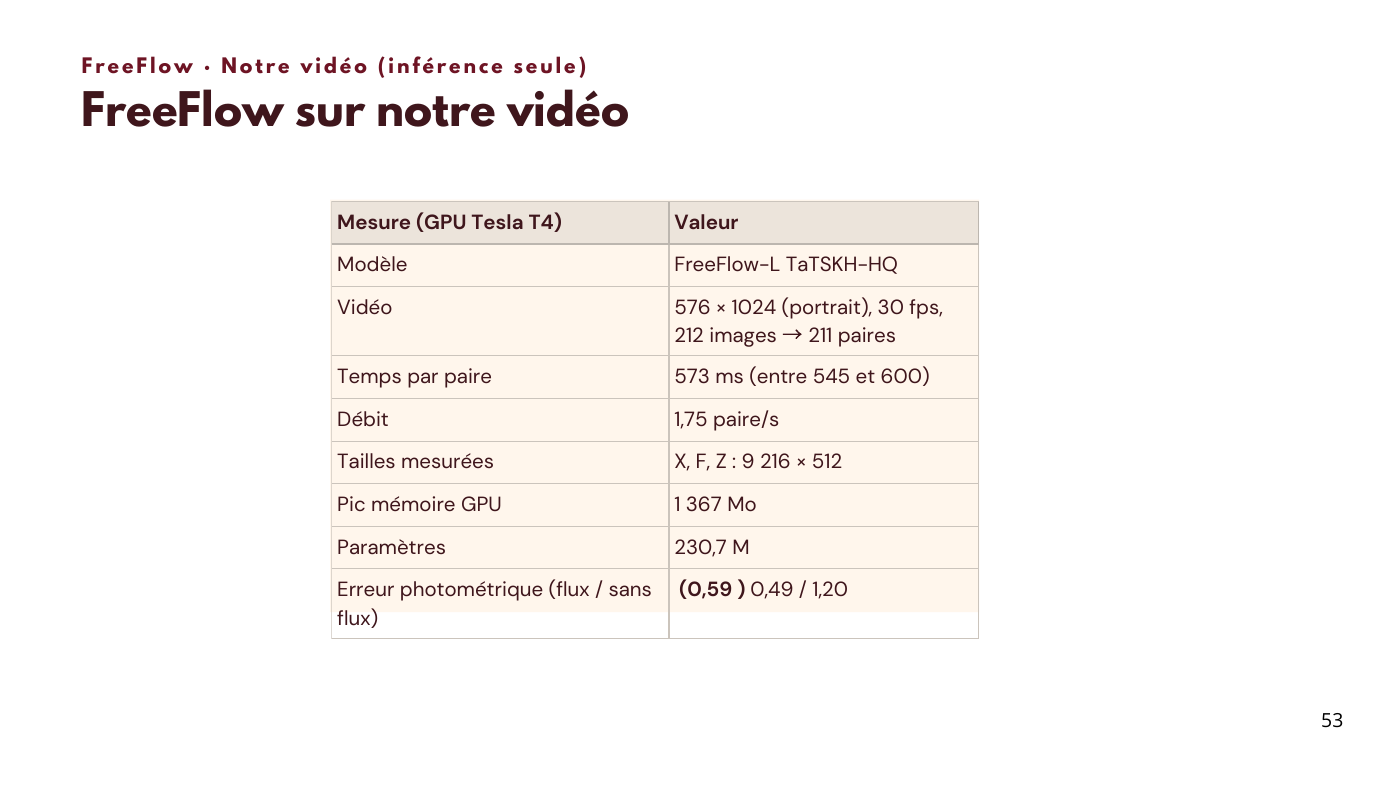 FreeFlow · Notre vidéo (inférence seule)
FreeFlow sur notre vidéo
Mesure (GPU Tesla T4) Valeur
Modèle FreeFlow-L TaTSKH-HQ
Vidéo 576 × 1024 (portrait), 30 fps,
212 images → 211 paires
Temps par paire 573 ms (entre 545 et 600)
Débit 1,75 paire/s
Tailles mesurées X, F, Z : 9 216 × 512
Pic mémoire GPU 1 367 Mo
Paramètres 230,7 M
Erreur photométrique (flux / sans (0,59 ) 0,49 / 1,20
flux)
53